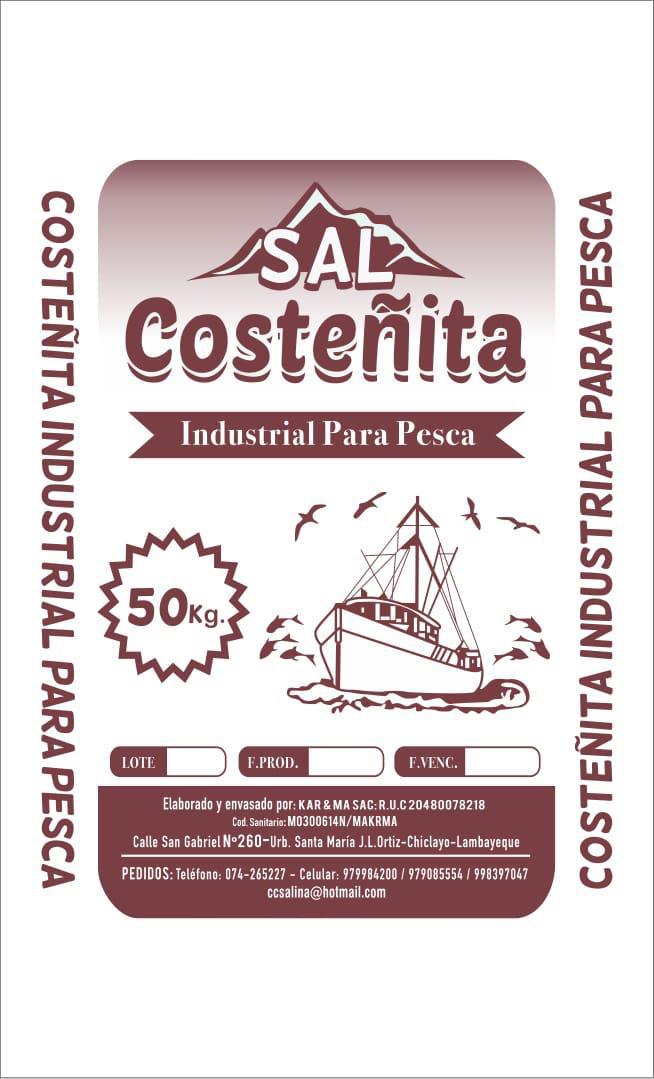 COSTEÑITA INDUSTRIAL PARA PESCA
SAL
Costeñita
Industrial Para Pesca
50Kg.
LOTE
F.PROD.
F.VENC.
Elaborado y envasado por: KAR & MA SAC: R.U.C 20480078218
Cod. Sanitario: M0300614N/MAKRMA
Calle San Gabriel Nº260-Urb. Santa María J.L.Ortiz-Chiclayo-Lambayeque
PEDIDOS: Teléfono: 074-265227 - Celular: 979984200 / 979085554 / 998397047
ccsalina@hotmail.com
COSTEÑITA INDUSTRIAL PARA PESCA